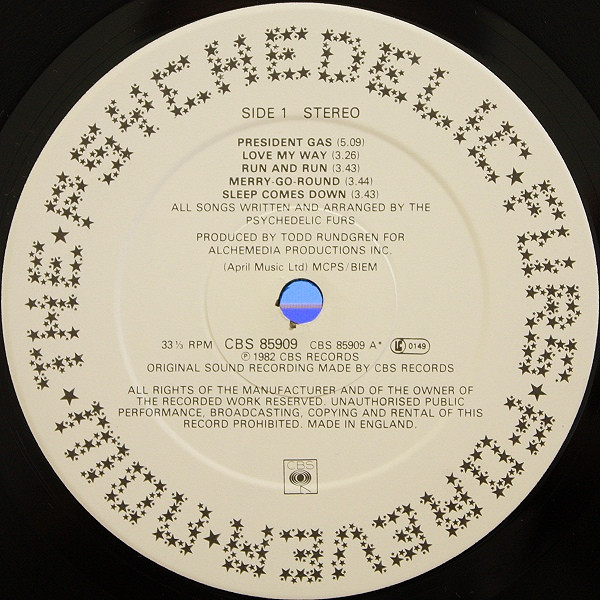 THE ★ PSYCHEDELIC ★ FURS ★ FOREVER ★ NOW ★
SIDE 1 STEREO
PRESIDENT GAS (5.09)
LOVE MY WAY (3.26)
RUN AND RUN (3.43)
MERRY-GO-ROUND (3.44)
SLEEP COMES DOWN (3.43)
ALL SONGS WRITTEN AND ARRANGED BY THE
PSYCHEDELIC FURS
PRODUCED BY TODD RUNDGREN FOR
ALCHEMEDIA PRODUCTIONS INC.
(April Music Ltd) MCPS/BIEM
33⅓ RPM CBS 85909 CBS 85909 A* LC 0149
℗ 1982 CBS RECORDS
ORIGINAL SOUND RECORDING MADE BY CBS RECORDS
ALL RIGHTS OF THE MANUFACTURER AND OF THE OWNER OF
THE RECORDED WORK RESERVED. UNAUTHORISED PUBLIC
PERFORMANCE, BROADCASTING, COPYING AND RENTAL OF THIS
RECORD PROHIBITED. MADE IN ENGLAND.
CBS